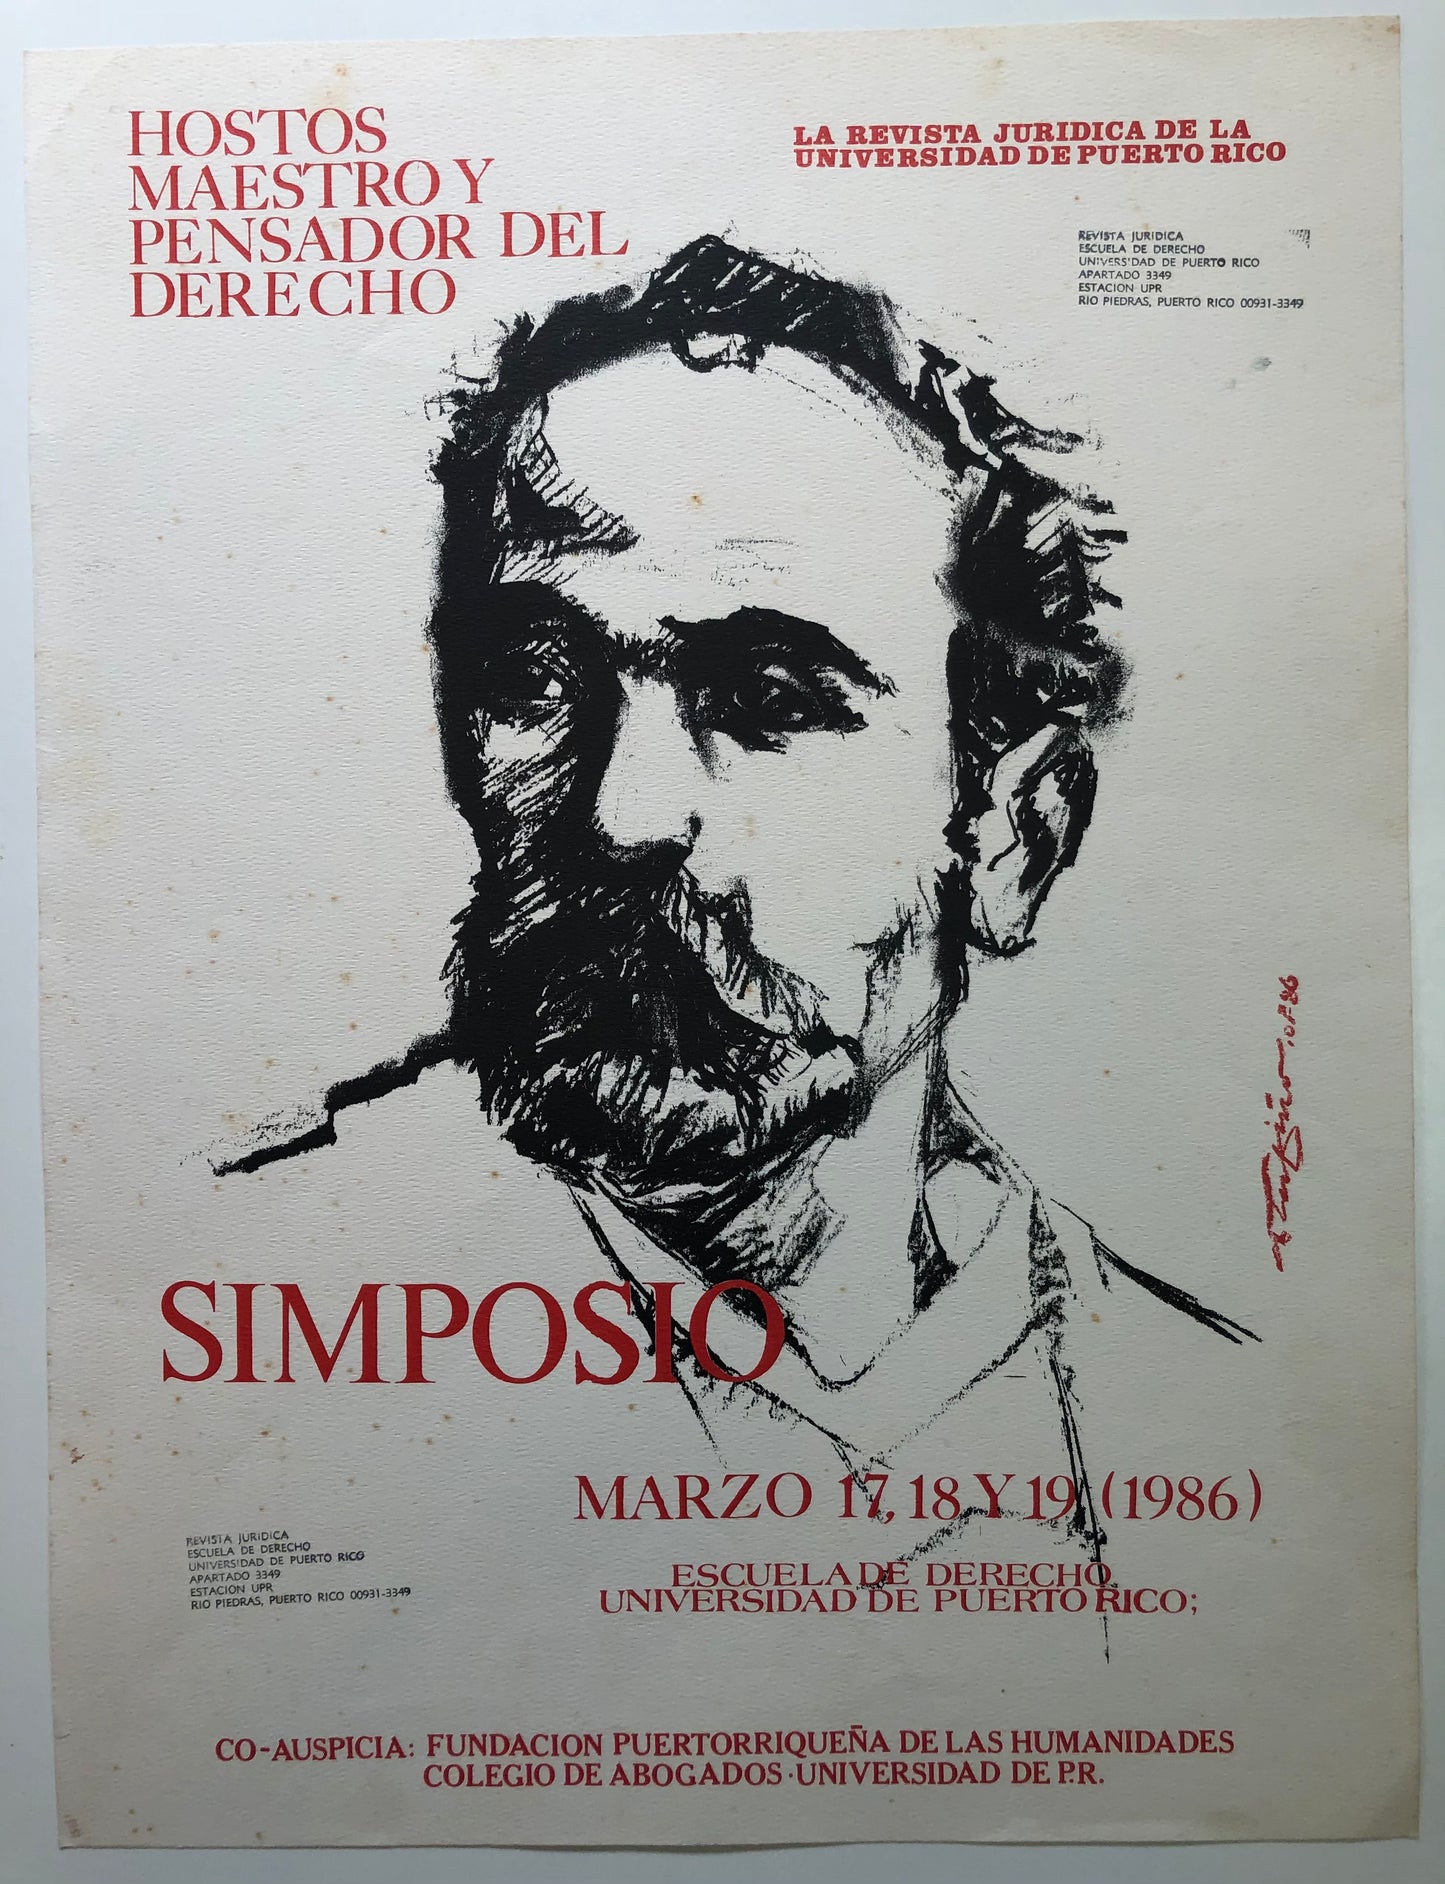 HOSTOS
MAESTRO Y
PENSADOR DEL
DERECHO
LA REVISTA JURIDICA DE LA
UNIVERSIDAD DE PUERTO RICO
REVISTA JURIDICA
ESCUELA DE DERECHO
UNIVERSIDAD DE PUERTO RICO
APARTADO 3349
ESTACION UPR
RIO PIEDRAS, PUERTO RICO 00931-3349
SIMPOSIO
MARZO 17, 18 Y 19, (1986)
REVISTA JURIDICA
ESCUELA DE DERECHO
UNIVERSIDAD DE PUERTO RICO
APARTADO 3349
ESTACION UPR
RIO PIEDRAS, PUERTO RICO 00931-3349
ESCUELA DE DERECHO,
UNIVERSIDAD DE PUERTO RICO;
CO-AUSPICIA: FUNDACION PUERTORRIQUEÑA DE LAS HUMANIDADES
COLEGIO DE ABOGADOS · UNIVERSIDAD DE P.R.